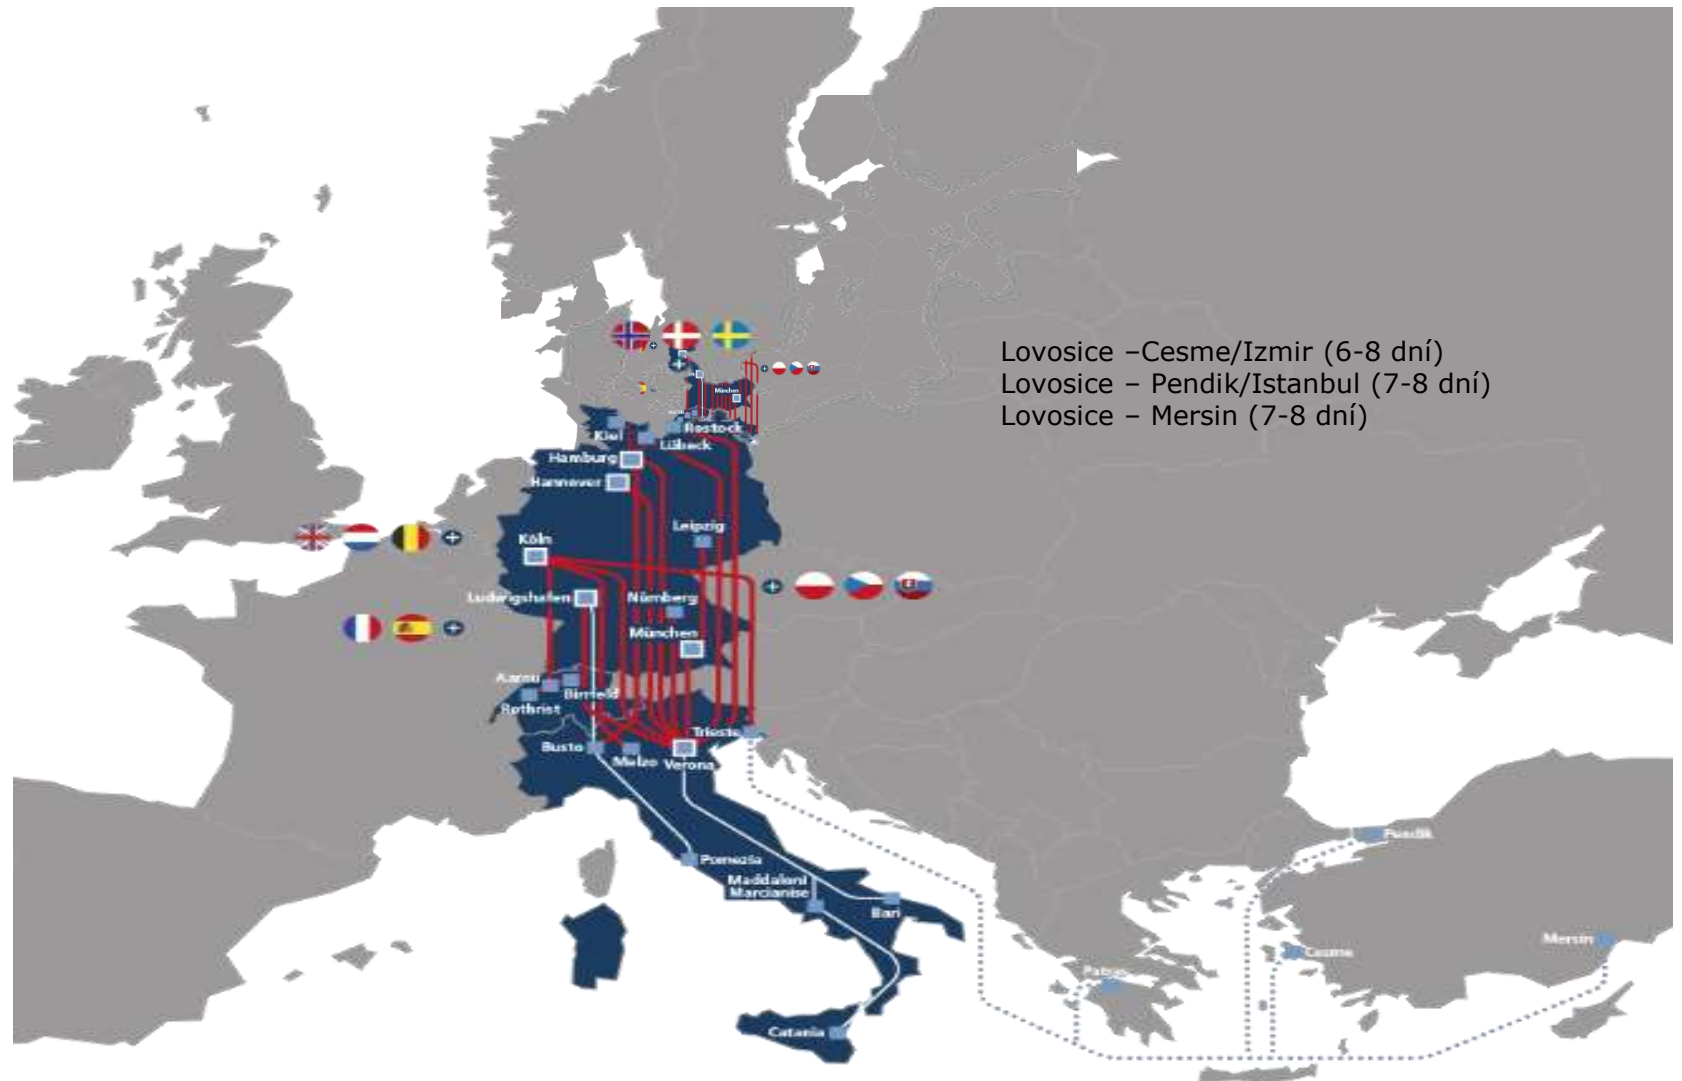 Lovosice –Cesme/Izmir (6-8 dní)
Lovosice – Pendik/Istanbul (7-8 dní)
Lovosice – Mersin (7-8 dní)
München
Rostock
Kiel
Lübeck
Hamburg
Hannover
Leipzig
Köln
Ludwigshafen
Nürnberg
München
Aarau
Birrfeld
Rothrist
Trieste
Busto
Melzo
Verona
Pendik
Pomezia
Maddaloni
Marcianise
Bari
Mersin
Cesme
Patras
Catania